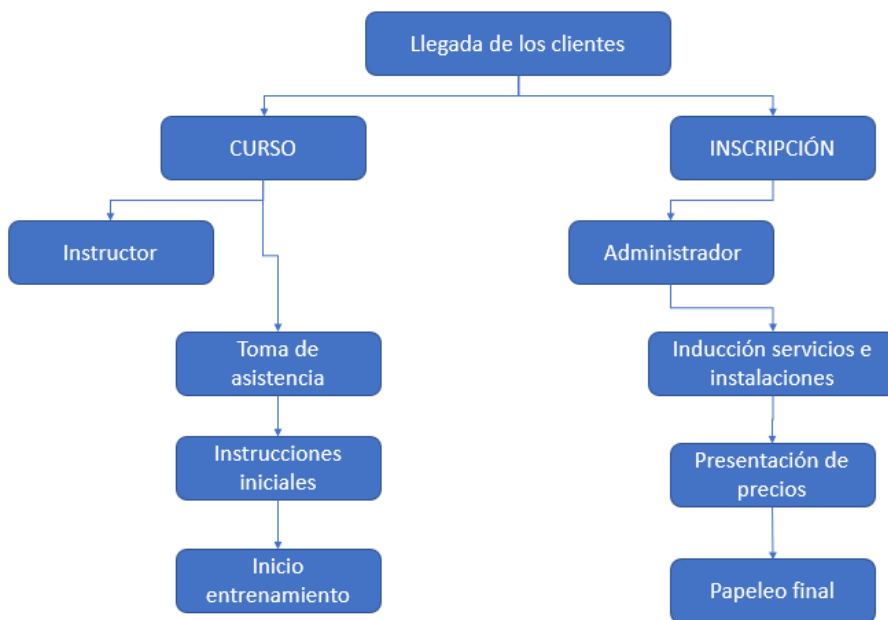 Llegada de los clientes
CURSO
INSCRIPCIÓN
Instructor
Administrador
Toma de
asistencia
Inducción servicios e
instalaciones
Instrucciones
iniciales
Presentación de
precios
Inicio
entrenamiento
Papeleo final